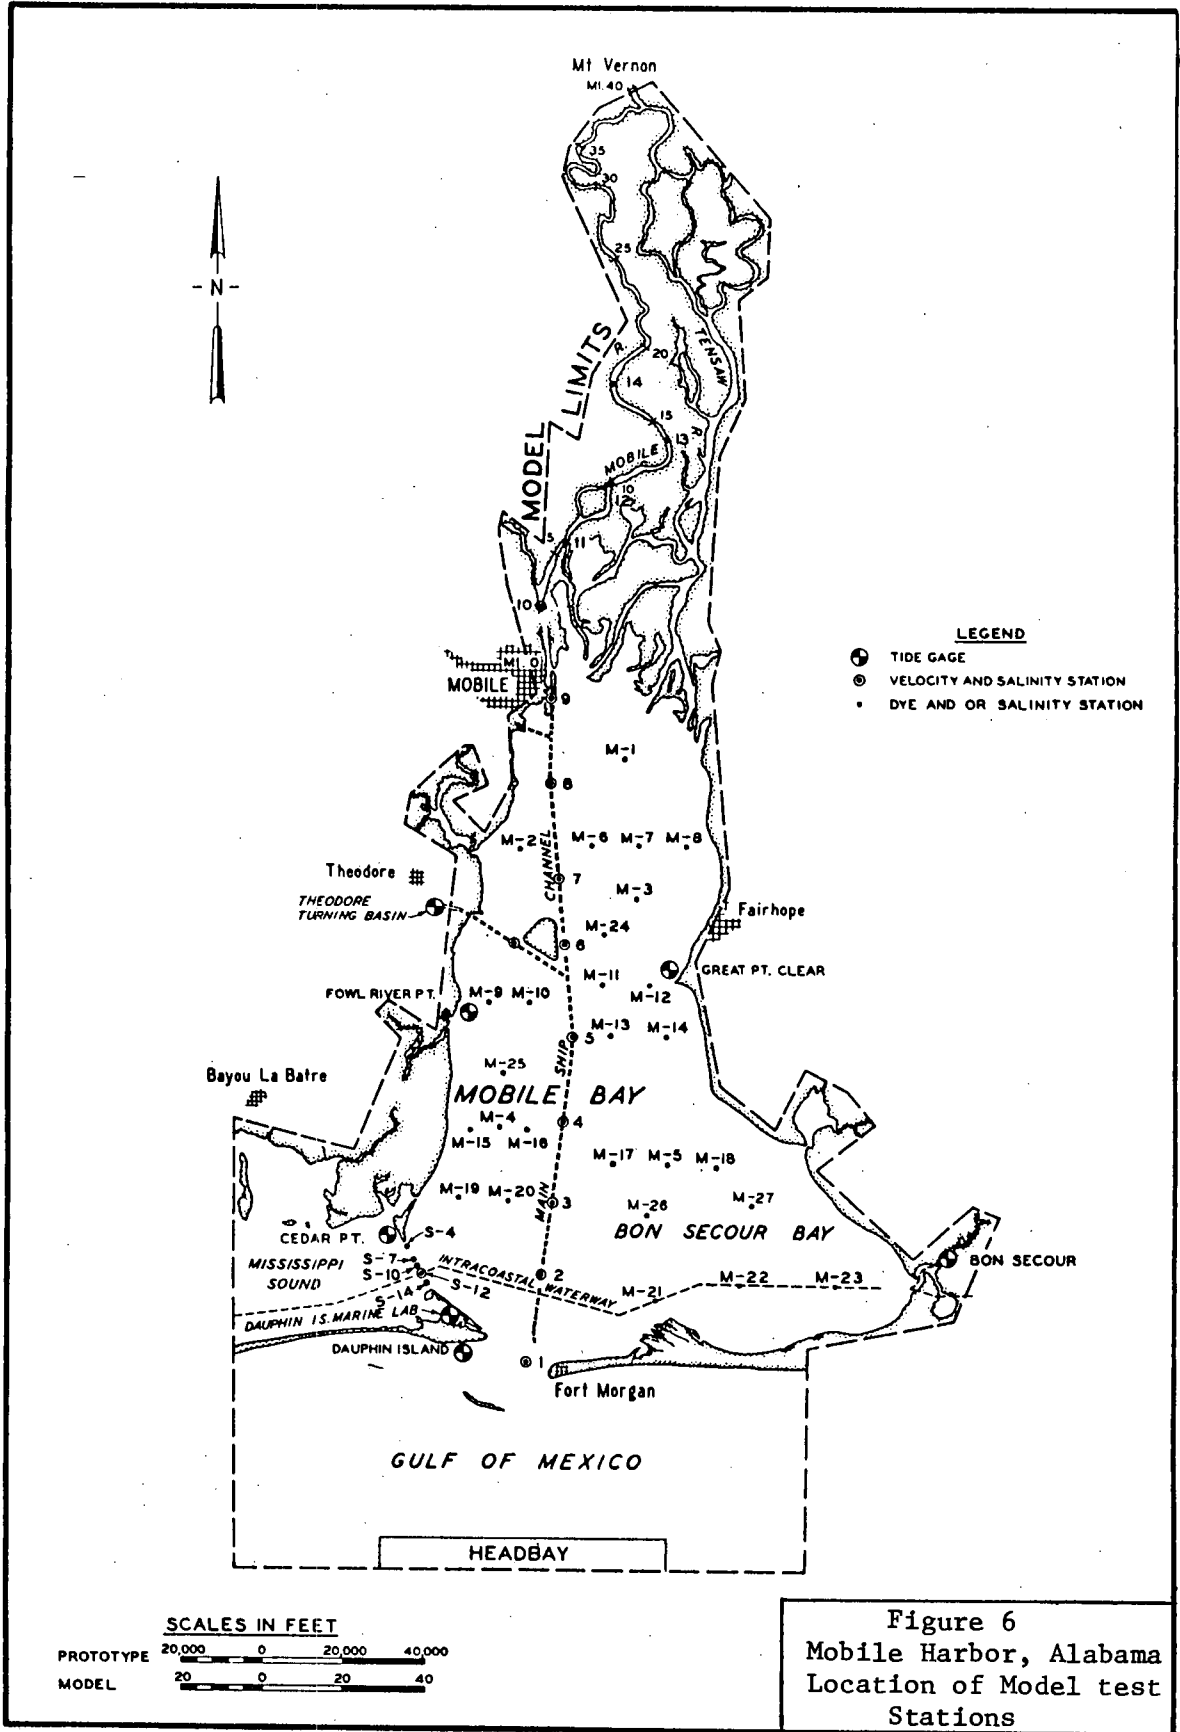 Mt Vernon
MI.40
35
30
25
- N -
MODEL LIMITS
R.
20
TENSAW
R
14
15
13
MOBILE
10
12
5
11
10
MI. 0
MOBILE
9
LEGEND
TIDE GAGE
VELOCITY AND SALINITY STATION
DYE AND OR SALINITY STATION
M-1
8
M-2
M-6
M-7
M-8
CHANNEL
Theodore
7
M-3
THEODORE
TURNING BASIN
Fairhope
M-24
6
M-11
GREAT PT. CLEAR
FOWL RIVER PT.
M-9
M-10
M-12
M-13
M-14
5
SHIP
M-25
Bayou La Batre
MOBILE BAY
M-4
4
M-15
M-16
M-17
M-5
M-18
M-19
M-20
MAIN
3
M-26
M-27
CEDAR PT.
S-4
BON SECOUR BAY
MISSISSIPPI
SOUND
S-7
S-10
INTRACOASTAL WATERWAY
2
S-12
S-1A
M-21
M-22
M-23
BON SECOUR
DAUPHIN IS. MARINE LAB
DAUPHIN ISLAND
1
Fort Morgan
GULF OF MEXICO
HEADBAY
SCALES IN FEET
PROTOTYPE 20,000 0 20,000 40,000
MODEL 20 0 20 40
Figure 6
Mobile Harbor, Alabama
Location of Model test
Stations